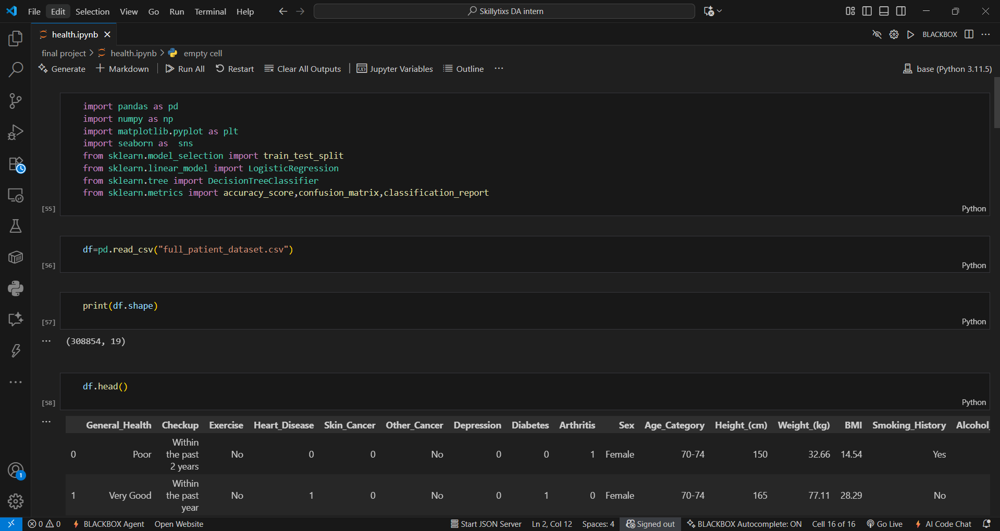 File Edit Selection View Go Run Terminal Help
Skillytixs DA intern
health.ipynb
BLACKBOX
final project > health.ipynb > empty cell
Generate + Markdown | Run All Restart Clear All Outputs | Jupyter Variables Outline ...
base (Python 3.11.5)
import pandas as pd
import numpy as np
import matplotlib.pyplot as plt
import seaborn as  sns
from sklearn.model_selection import train_test_split
from sklearn.linear_model import LogisticRegression
from sklearn.tree import DecisionTreeClassifier
from sklearn.metrics import accuracy_score,confusion_matrix,classification_report
[55]
Python
df=pd.read_csv("full_patient_dataset.csv")
[56]
Python
print(df.shape)
[57]
Python
... (308854, 19)
df.head()
[58]
Python
...
General_Health Checkup Exercise Heart_Disease Skin_Cancer Other_Cancer Depression Diabetes Arthritis Sex Age_Category Height_(cm) Weight_(kg) BMI Smoking_History Alcohol_
0 Poor Within the past 2 years No 0 0 No 0 0 1 Female 70-74 150 32.66 14.54 Yes
1 Very Good Within the past year No 1 0 No 0 1 0 Female 70-74 165 77.11 28.29 No
1
0 0 BLACKBOX Agent Open Website Start JSON Server Ln 2, Col 12 Spaces: 4 Signed out BLACKBOX Autocomplete: ON Cell 16 of 16 Go Live AI Code Chat